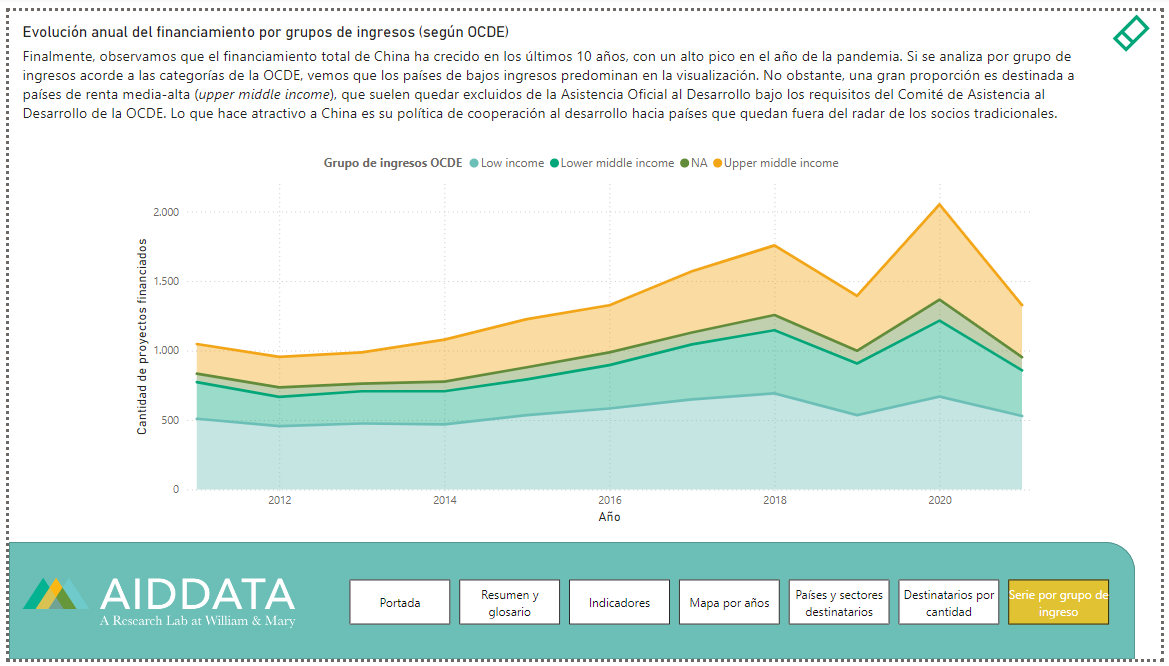 Evolución anual del financiamiento por grupos de ingresos (según OCDE)
Finalmente, observamos que el financiamiento total de China ha crecido en los últimos 10 años, con un alto pico en el año de la pandemia. Si se analiza por grupo de
ingresos acorde a las categorías de la OCDE, vemos que los países de bajos ingresos predominan en la visualización. No obstante, una gran proporción es destinada a
países de renta media-alta (upper middle income), que suelen quedar excluidos de la Asistencia Oficial al Desarrollo bajo los requisitos del Comité de Asistencia al
Desarrollo de la OCDE. Lo que hace atractivo a China es su política de cooperación al desarrollo hacia países que quedan fuera del radar de los socios tradicionales.
Grupo de ingresos OCDE Low income Lower middle income NA Upper middle income
Cantidad de proyectos financiados
2.000
1.500
1.000
500
0
2012 2014 2016 2018 2020
Año
AIDDATA
A Research Lab at William & Mary
Portada
Resumen y
glosario
Indicadores
Mapa por años
Países y sectores
destinatarios
Destinatarios por
cantidad
Serie por grupo de
ingreso